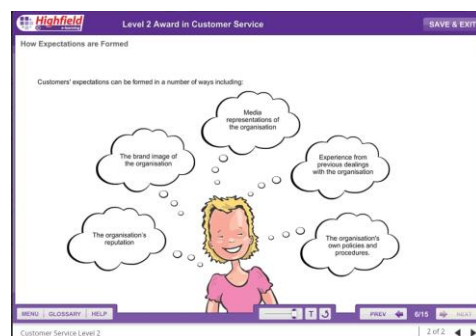 Highfield
e-learning
Level 2 Award in Customer Service
SAVE & EXIT
How Expectations are Formed
Customers' expectations can be formed in a number of ways including:
Media
representations of
the organisation
The brand image of
the organisation
Experience from
previous dealings
with the organisation
The organisation's
reputation
The organisation's
own policies and
procedures.
MENU
GLOSSARY
HELP
T
PREV
6/15
NEXT
Customer Service Level 2
2 of 2